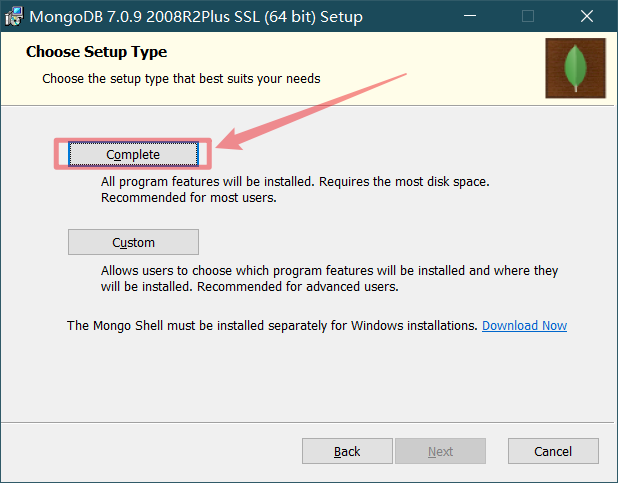 MongoDB 7.0.9 2008R2Plus SSL (64 bit) Setup
Choose Setup Type
Choose the setup type that best suits your needs
Complete
All program features will be installed. Requires the most disk space.
Recommended for most users.
Custom
Allows users to choose which program features will be installed and where they
will be installed. Recommended for advanced users.
The Mongo Shell must be installed separately for Windows installations. Download Now
Back Next Cancel